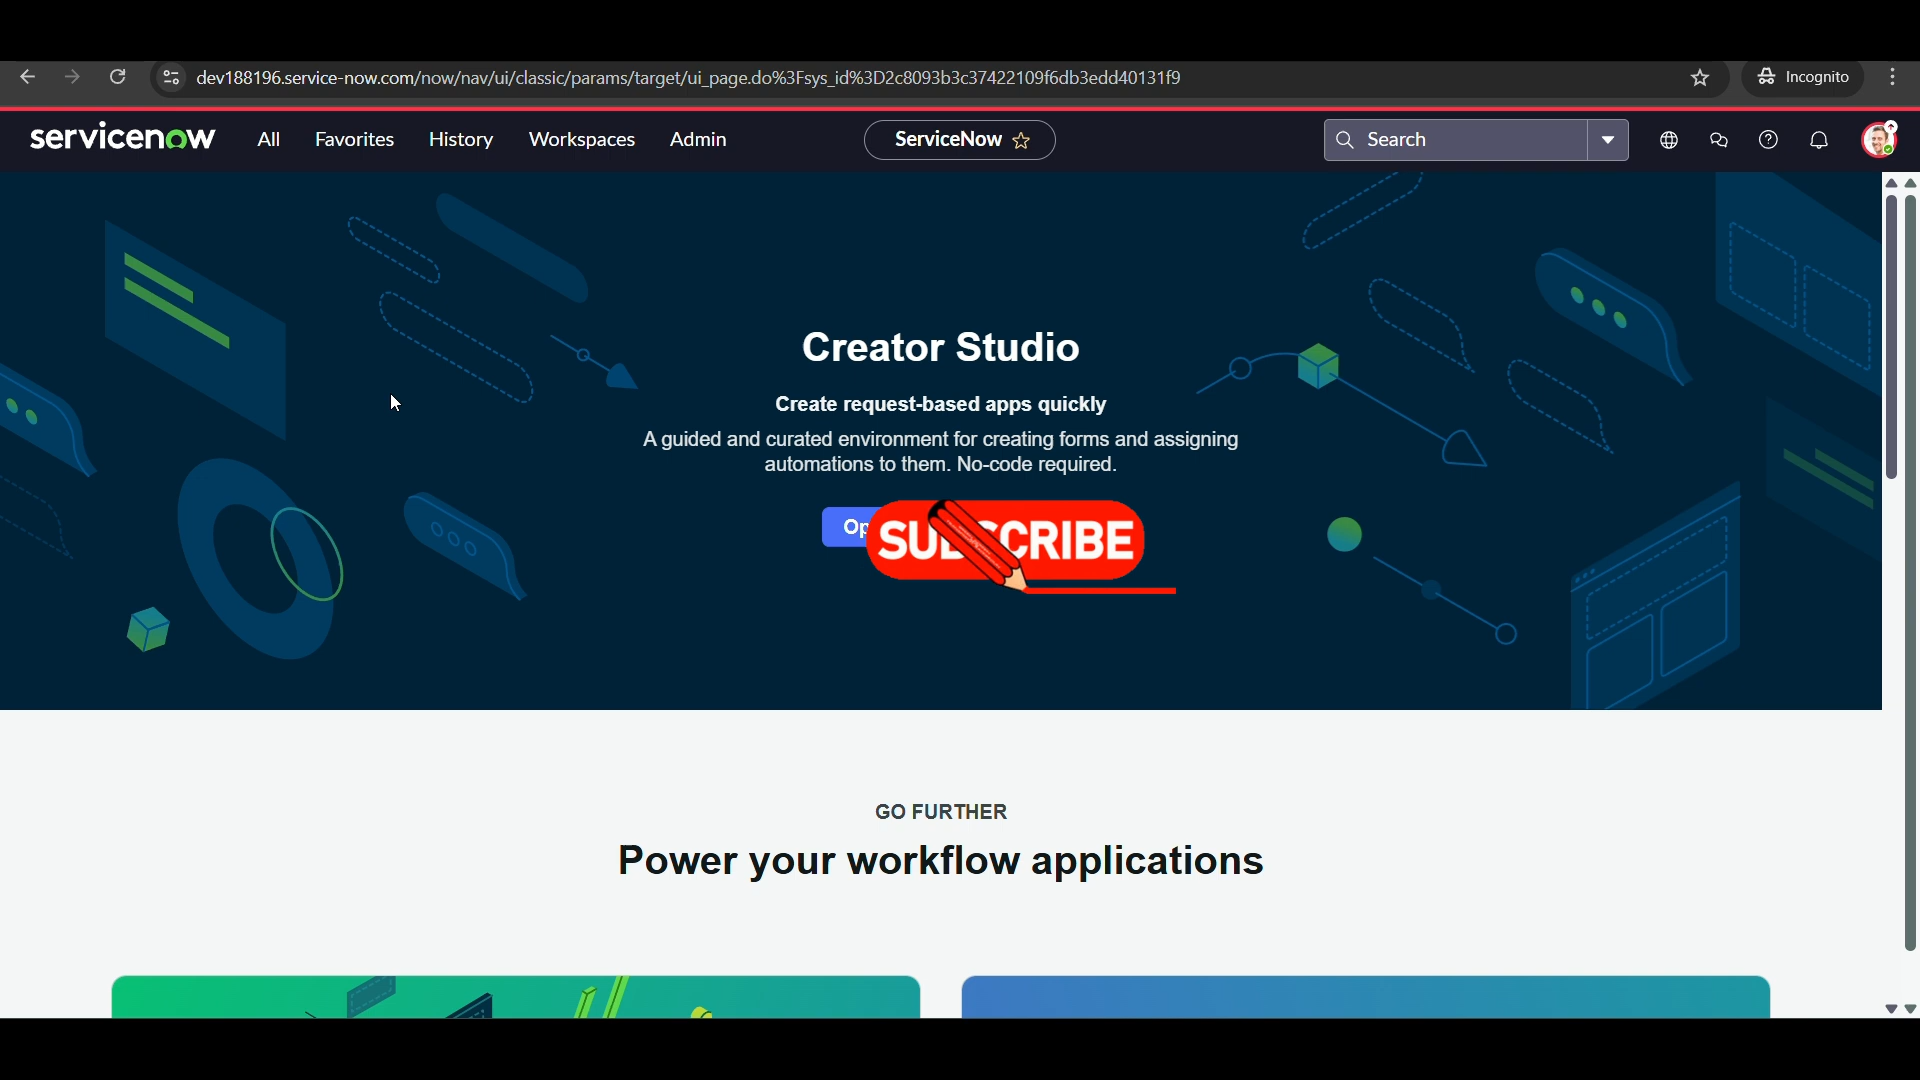 dev188196.service-now.com/now/nav/ui/classic/params/target/ui_page.do%3Fsys_id%3D2c8093b3c37422109f6db3edd40131f9
Incognito
servicenow
All
Favorites
History
Workspaces
Admin
ServiceNow
Search
Creator Studio
Create request-based apps quickly
A guided and curated environment for creating forms and assigning
automations to them. No-code required.
SUBSCRIBE
GO FURTHER
Power your workflow applications